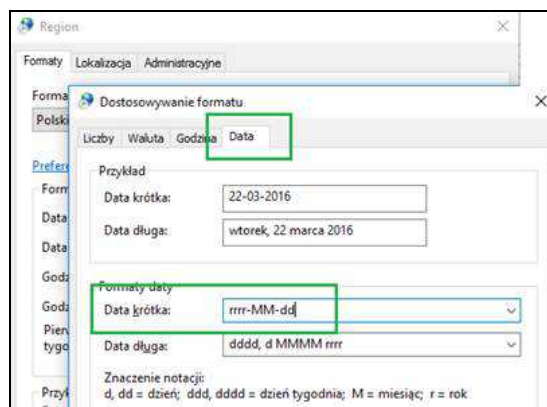 Region
Formaty Lokalizacja Administracyjne
Forma
Polski
Prefere
Form
Data
Data
Godz
Godz
Pierw
tygo
Przykł
Dostosowywanie formatu
Liczby Waluta Godzina Data
Przykład
Data krótka: 22-03-2016
Data długa: wtorek, 22 marca 2016
Formaty daty
Data krótka: rrrr-MM-dd
Data długa: dddd, d MMMM rrrr
Znaczenie notacji:
d, dd = dzień; ddd, dddd = dzień tygodnia; M = miesiąc; r = rok